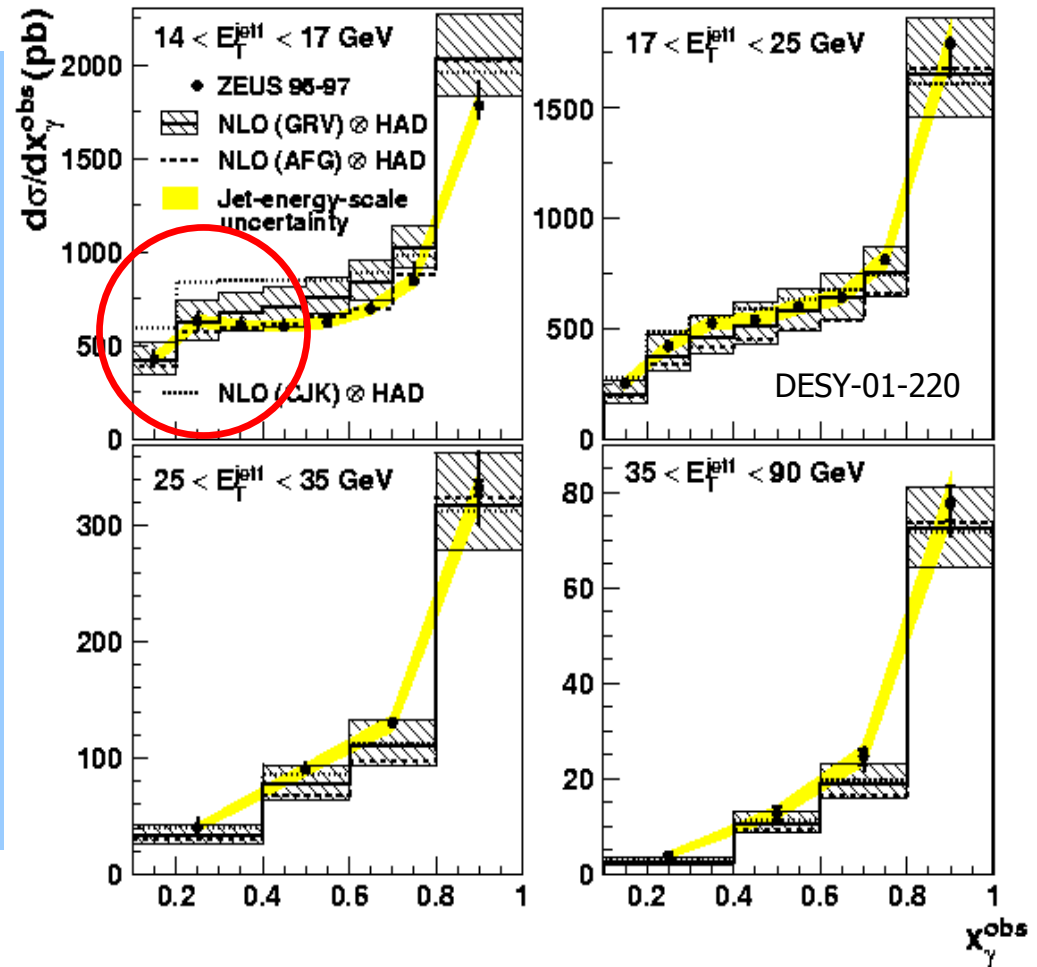 dσ/dxγ^obs (pb)
14 < E_T^jet1 < 17 GeV
ZEUS 96-97
NLO (GRV) ⊗ HAD
NLO (AFG) ⊗ HAD
Jet-energy-scale
uncertainty
NLO (CJK) ⊗ HAD
2000
1500
1000
500
0
17 < E_T^jet1 < 25 GeV
DESY-01-220
1500
1000
500
0
25 < E_T^jet1 < 35 GeV
300
200
100
0
0.2 0.4 0.6 0.8 1
35 < E_T^jet1 < 90 GeV
80
60
40
20
0
0.2 0.4 0.6 0.8 1
xγ^obs